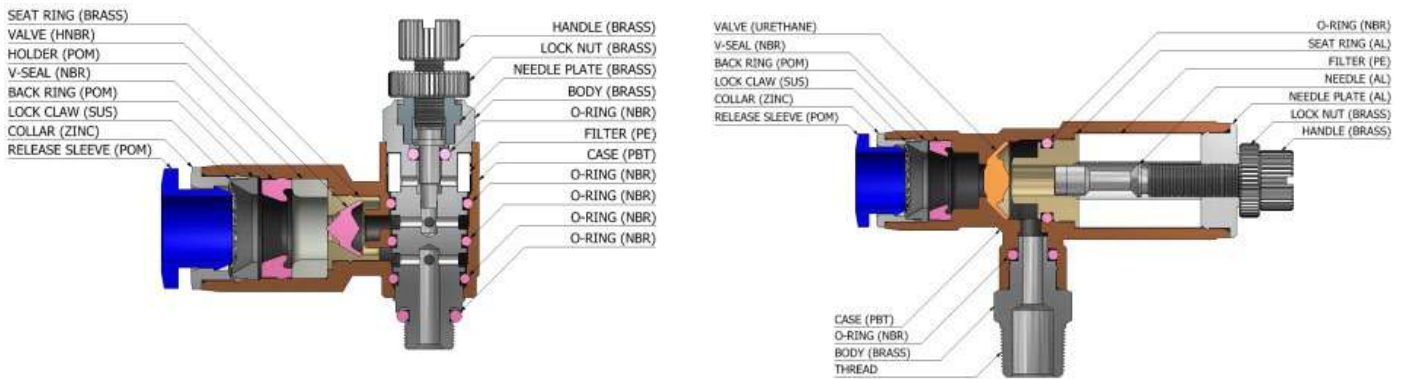 SEAT RING (BRASS)
VALVE (HNBR)
HOLDER (POM)
V-SEAL (NBR)
BACK RING (POM)
LOCK CLAW (SUS)
COLLAR (ZINC)
RELEASE SLEEVE (POM)
HANDLE (BRASS)
LOCK NUT (BRASS)
NEEDLE PLATE (BRASS)
BODY (BRASS)
O-RING (NBR)
FILTER (PE)
CASE (PBT)
O-RING (NBR)
O-RING (NBR)
O-RING (NBR)
O-RING (NBR)
VALVE (URETHANE)
V-SEAL (NBR)
BACK RING (POM)
LOCK CLAW (SUS)
COLLAR (ZINC)
RELEASE SLEEVE (POM)
O-RING (NBR)
SEAT RING (AL)
FILTER (PE)
NEEDLE (AL)
NEEDLE PLATE (AL)
LOCK NUT (BRASS)
HANDLE (BRASS)
CASE (PBT)
O-RING (NBR)
BODY (BRASS)
THREAD